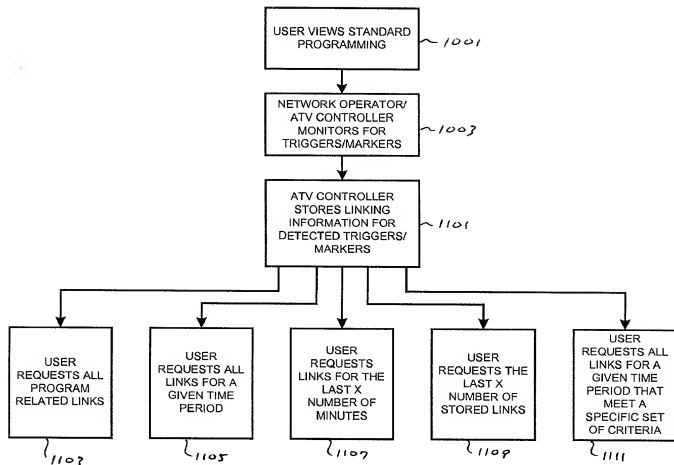 USER VIEWS STANDARD
PROGRAMMING
1001
NETWORK OPERATOR/
ATV CONTROLLER
MONITORS FOR
TRIGGERS/MARKERS
1003
ATV CONTROLLER
STORES LINKING
INFORMATION FOR
DETECTED TRIGGERS/
MARKERS
1101
USER
REQUESTS ALL
PROGRAM
RELATED LINKS
1103
USER
REQUESTS ALL
LINKS FOR A
GIVEN TIME
PERIOD
1105
USER
REQUESTS
LINKS FOR THE
LAST X
NUMBER OF
MINUTES
1107
USER
REQUESTS THE
LAST X
NUMBER OF
STORED LINKS
1109
USER
REQUESTS ALL
LINKS FOR A
GIVEN TIME
PERIOD THAT
MEET A
SPECIFIC SET
OF CRITERIA
1111